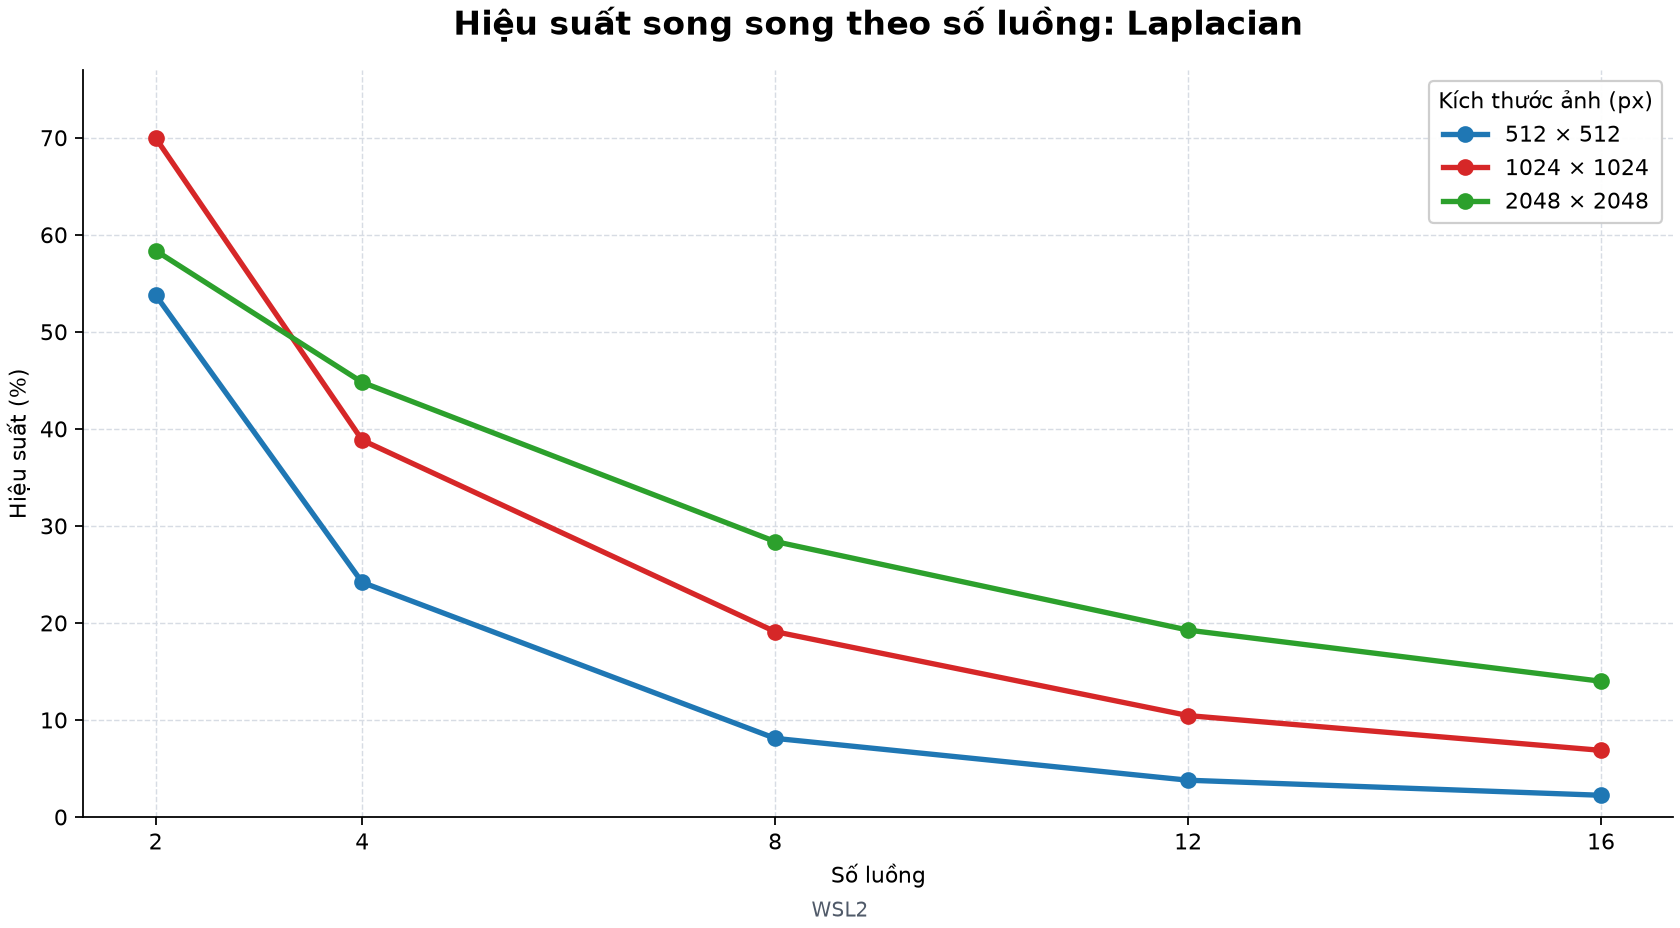 Hiệu suất song song theo số luồng: Laplacian
Kích thước ảnh (px)
512 × 512
1024 × 1024
2048 × 2048
Hiệu suất (%)
70
60
50
40
30
20
10
0
2 4 8 12 16
Số luồng
WSL2